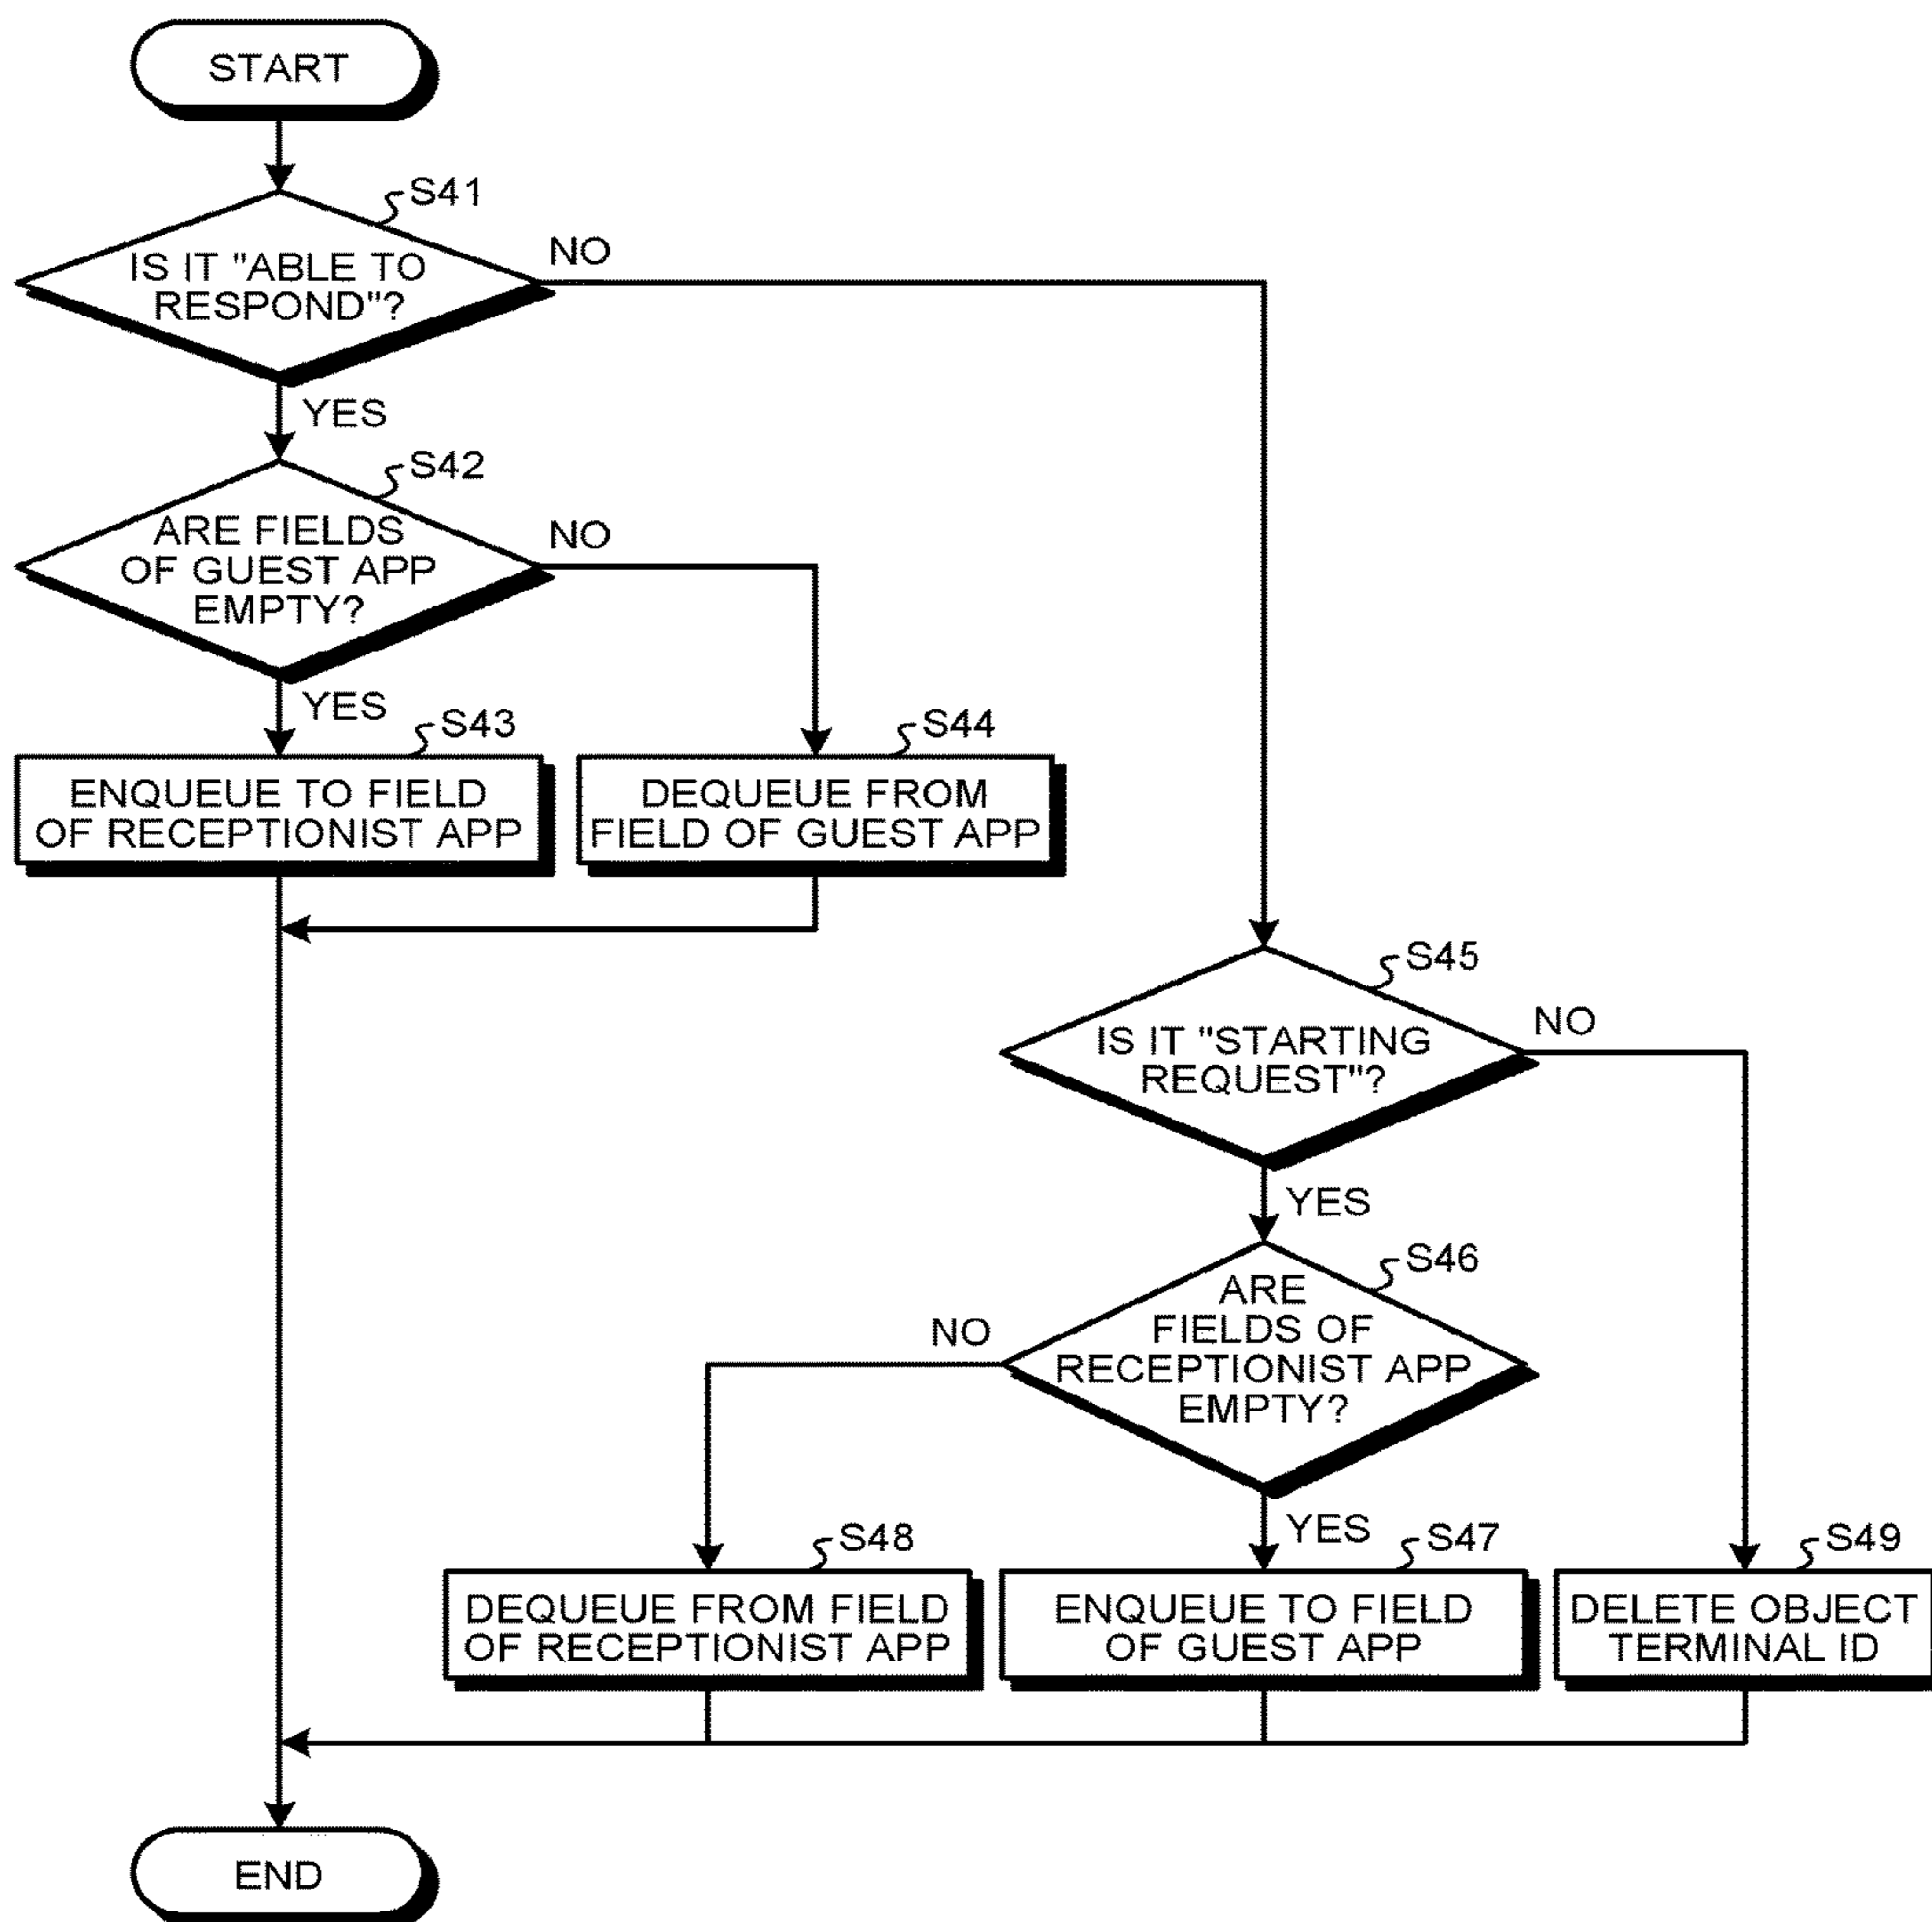 START
S41
IS IT "ABLE TO
RESPOND"?
NO
YES
S42
ARE FIELDS
OF GUEST APP
EMPTY?
NO
YES
S43
ENQUEUE TO FIELD
OF RECEPTIONIST APP
S44
DEQUEUE FROM
FIELD OF GUEST APP
S45
IS IT "STARTING
REQUEST"?
NO
YES
S46
ARE
FIELDS OF
RECEPTIONIST APP
EMPTY?
NO
YES
S48
DEQUEUE FROM FIELD
OF RECEPTIONIST APP
S47
ENQUEUE TO FIELD
OF GUEST APP
S49
DELETE OBJECT
TERMINAL ID
END